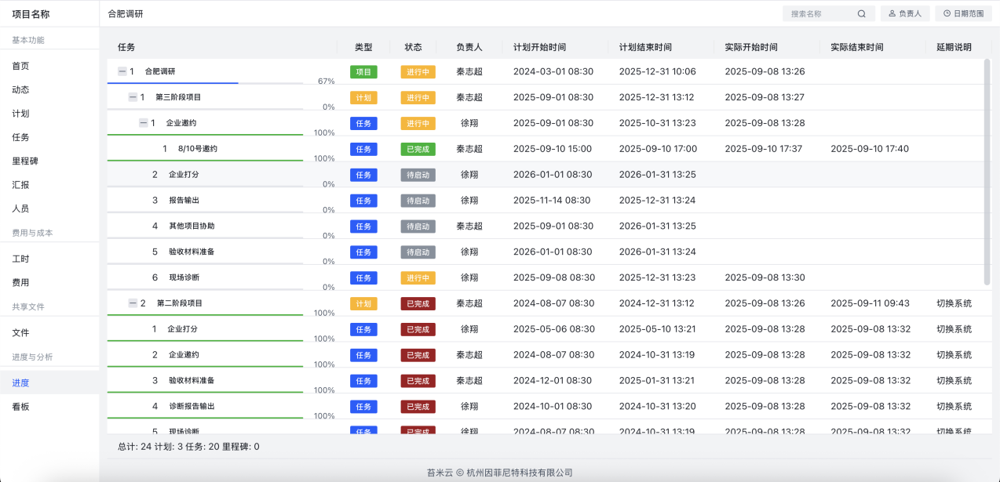 项目名称
合肥调研
搜索名称
负责人
日期范围
基本功能
首页
动态
计划
任务
里程碑
汇报
人员
费用与成本
工时
费用
共享文件
文件
进度与分析
进度
看板
任务 类型 状态 负责人 计划开始时间 计划结束时间 实际开始时间 实际结束时间 延期说明
1 合肥调研 67% 项目 进行中 秦志超 2024-03-01 08:30 2025-12-31 10:06 2025-09-08 13:26
1 第三阶段项目 0% 计划 进行中 秦志超 2025-09-01 08:30 2025-12-31 13:12 2025-09-08 13:27
1 企业邀约 100% 任务 进行中 徐翔 2025-09-01 08:30 2025-10-31 13:23 2025-09-08 13:28
1 8/10号邀约 100% 任务 已完成 秦志超 2025-09-10 15:00 2025-09-10 17:00 2025-09-10 17:37 2025-09-10 17:40
2 企业打分 0% 任务 待启动 徐翔 2026-01-01 08:30 2026-01-31 13:25
3 报告输出 0% 任务 待启动 徐翔 2025-11-14 08:30 2025-12-31 13:24
4 其他项目协助 0% 任务 待启动 秦志超 2025-09-01 08:30 2026-01-31 13:25
5 验收材料准备 0% 任务 待启动 徐翔 2026-01-01 08:30 2026-01-31 13:24
6 现场诊断 0% 任务 进行中 徐翔 2025-09-08 08:30 2025-12-31 13:23 2025-09-08 13:30
2 第二阶段项目 100% 计划 已完成 秦志超 2024-08-07 08:30 2024-12-31 13:12 2025-09-08 13:26 2025-09-11 09:43 切换系统
1 企业打分 100% 任务 已完成 徐翔 2025-05-06 08:30 2025-05-10 13:21 2025-09-08 13:28 2025-09-08 13:32 切换系统
2 企业邀约 100% 任务 已完成 秦志超 2024-08-07 08:30 2024-10-31 13:19 2025-09-08 13:28 2025-09-08 13:32 切换系统
3 验收材料准备 100% 任务 已完成 秦志超 2024-12-01 08:30 2025-01-31 13:21 2025-09-08 13:28 2025-09-08 13:32 切换系统
4 诊断报告输出 100% 任务 已完成 徐翔 2024-10-01 08:30 2024-10-31 13:20 2025-09-08 13:28 2025-09-08 13:32 切换系统
5 现场诊断 任务 已完成 徐翔 2024-08-07 08:30 2024-10-31 13:19 2025-09-08 13:28 2025-09-08 13:32 切换系统
总计: 24 计划: 3 任务: 20 里程碑: 0
苔米云 © 杭州因菲尼特科技有限公司